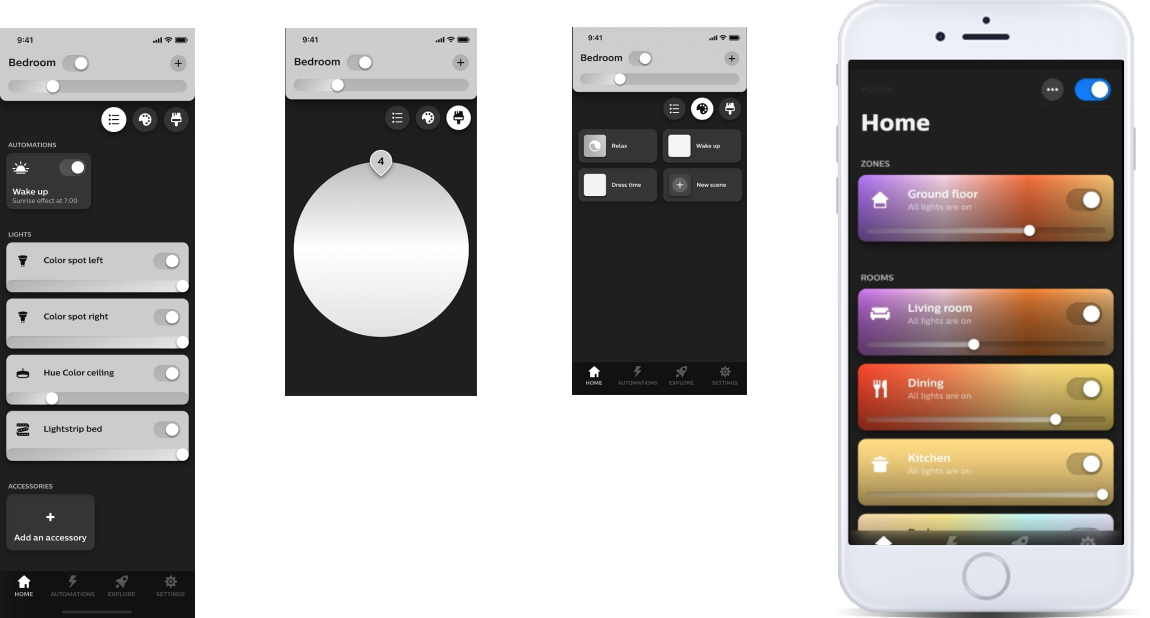 9:41
Bedroom
AUTOMATIONS
Wake up
Sunrise effect at 7:00
LIGHTS
Color spot left
Color spot right
Hue Color ceiling
Lightstrip bed
ACCESSORIES
+
Add an accessory
HOME AUTOMATIONS EXPLORE SETTINGS
9:41
Bedroom
4
9:41
Bedroom
Relax Wake up
Dress time New scene
HOME AUTOMATIONS EXPLORE SETTINGS
Home
Home
ZONES
Ground floor
All lights are on
ROOMS
Living room
All lights are on
Dining
All lights are on
Kitchen
All lights are on